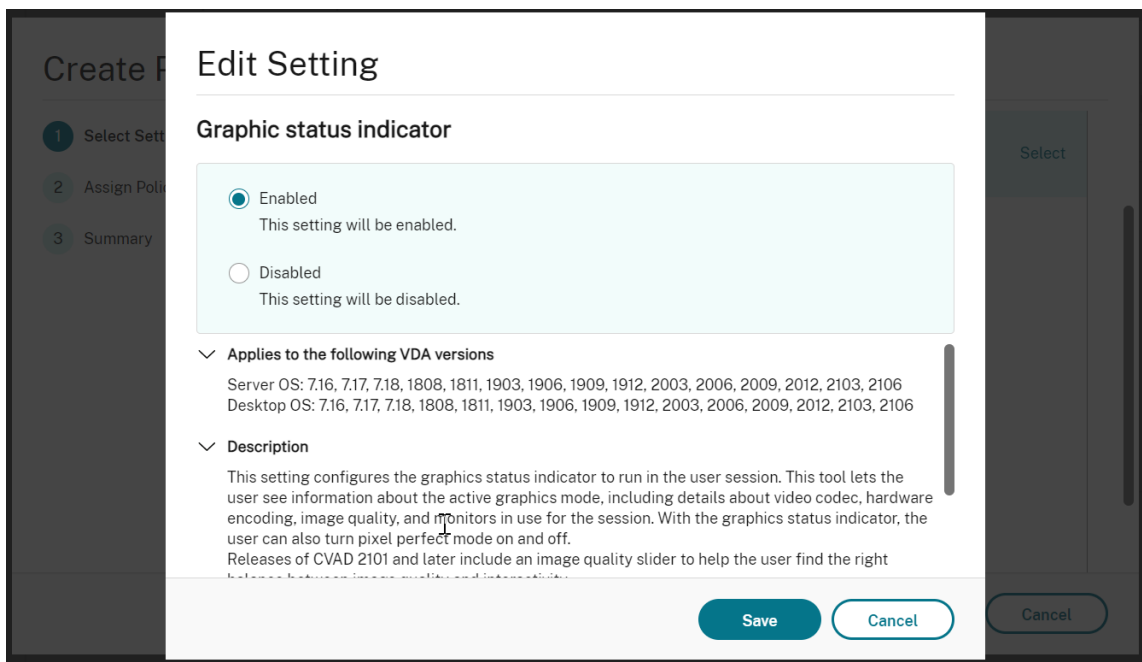 Create P
Edit Setting
Graphic status indicator
1 Select Sett
Select
Enabled
This setting will be enabled.
2 Assign Poli
3 Summary
Disabled
This setting will be disabled.
Applies to the following VDA versions
Server OS: 7.16, 7.17, 7.18, 1808, 1811, 1903, 1906, 1909, 1912, 2003, 2006, 2009, 2012, 2103, 2106
Desktop OS: 7.16, 7.17, 7.18, 1808, 1811, 1903, 1906, 1909, 1912, 2003, 2006, 2009, 2012, 2103, 2106
Description
This setting configures the graphics status indicator to run in the user session. This tool lets the
user see information about the active graphics mode, including details about video codec, hardware
encoding, image quality, and monitors in use for the session. With the graphics status indicator, the
user can also turn pixel perfect mode on and off.
Releases of CVAD 2101 and later include an image quality slider to help the user find the right
balance between image quality and interactivity.
Save
Cancel
Cancel